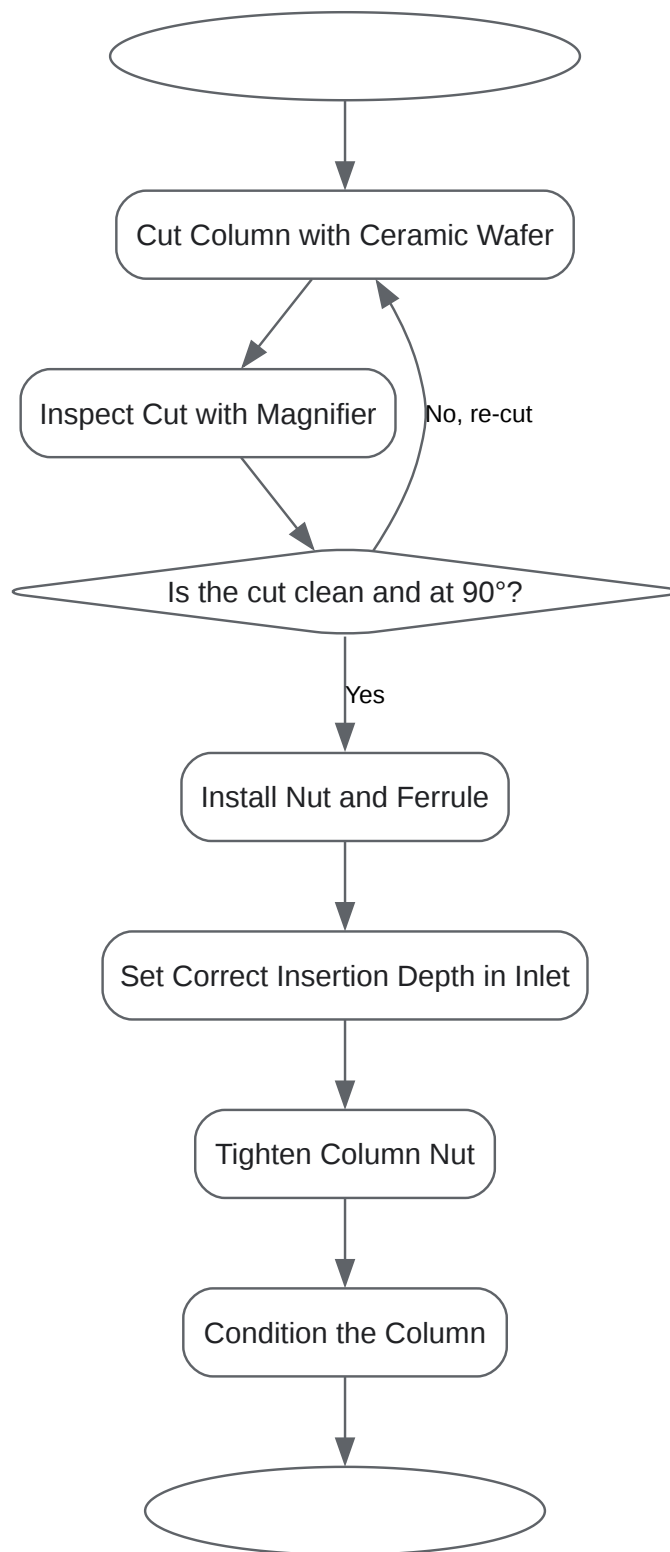 Cut Column with Ceramic Wafer
Inspect Cut with Magnifier
No, re-cut
Is the cut clean and at 90°?
Yes
Install Nut and Ferrule
Set Correct Insertion Depth in Inlet
Tighten Column Nut
Condition the Column